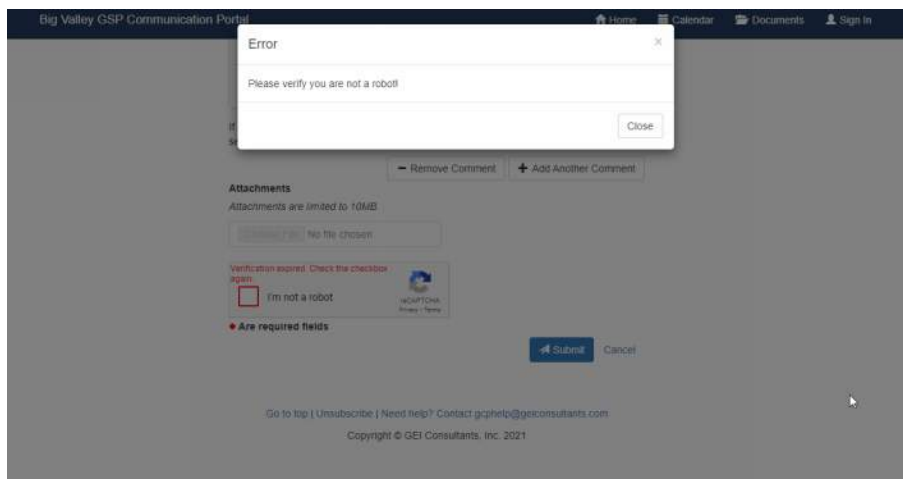 Big Valley GSP Communication Portal
Home
Calendar
Documents
Sign In
Error
×
Please verify you are not a robot!
Close
If
se
Remove Comment
Add Another Comment
Attachments
Attachments are limited to 10MB
No file chosen
Verification expired. Check the checkbox
again.
I'm not a robot
reCAPTCHA
Privacy - Terms
Are required fields
Submit
Cancel
Go to top | Unsubscribe | Need help? Contact gcphelp@geiconsultants.com
Copyright © GEI Consultants, Inc. 2021